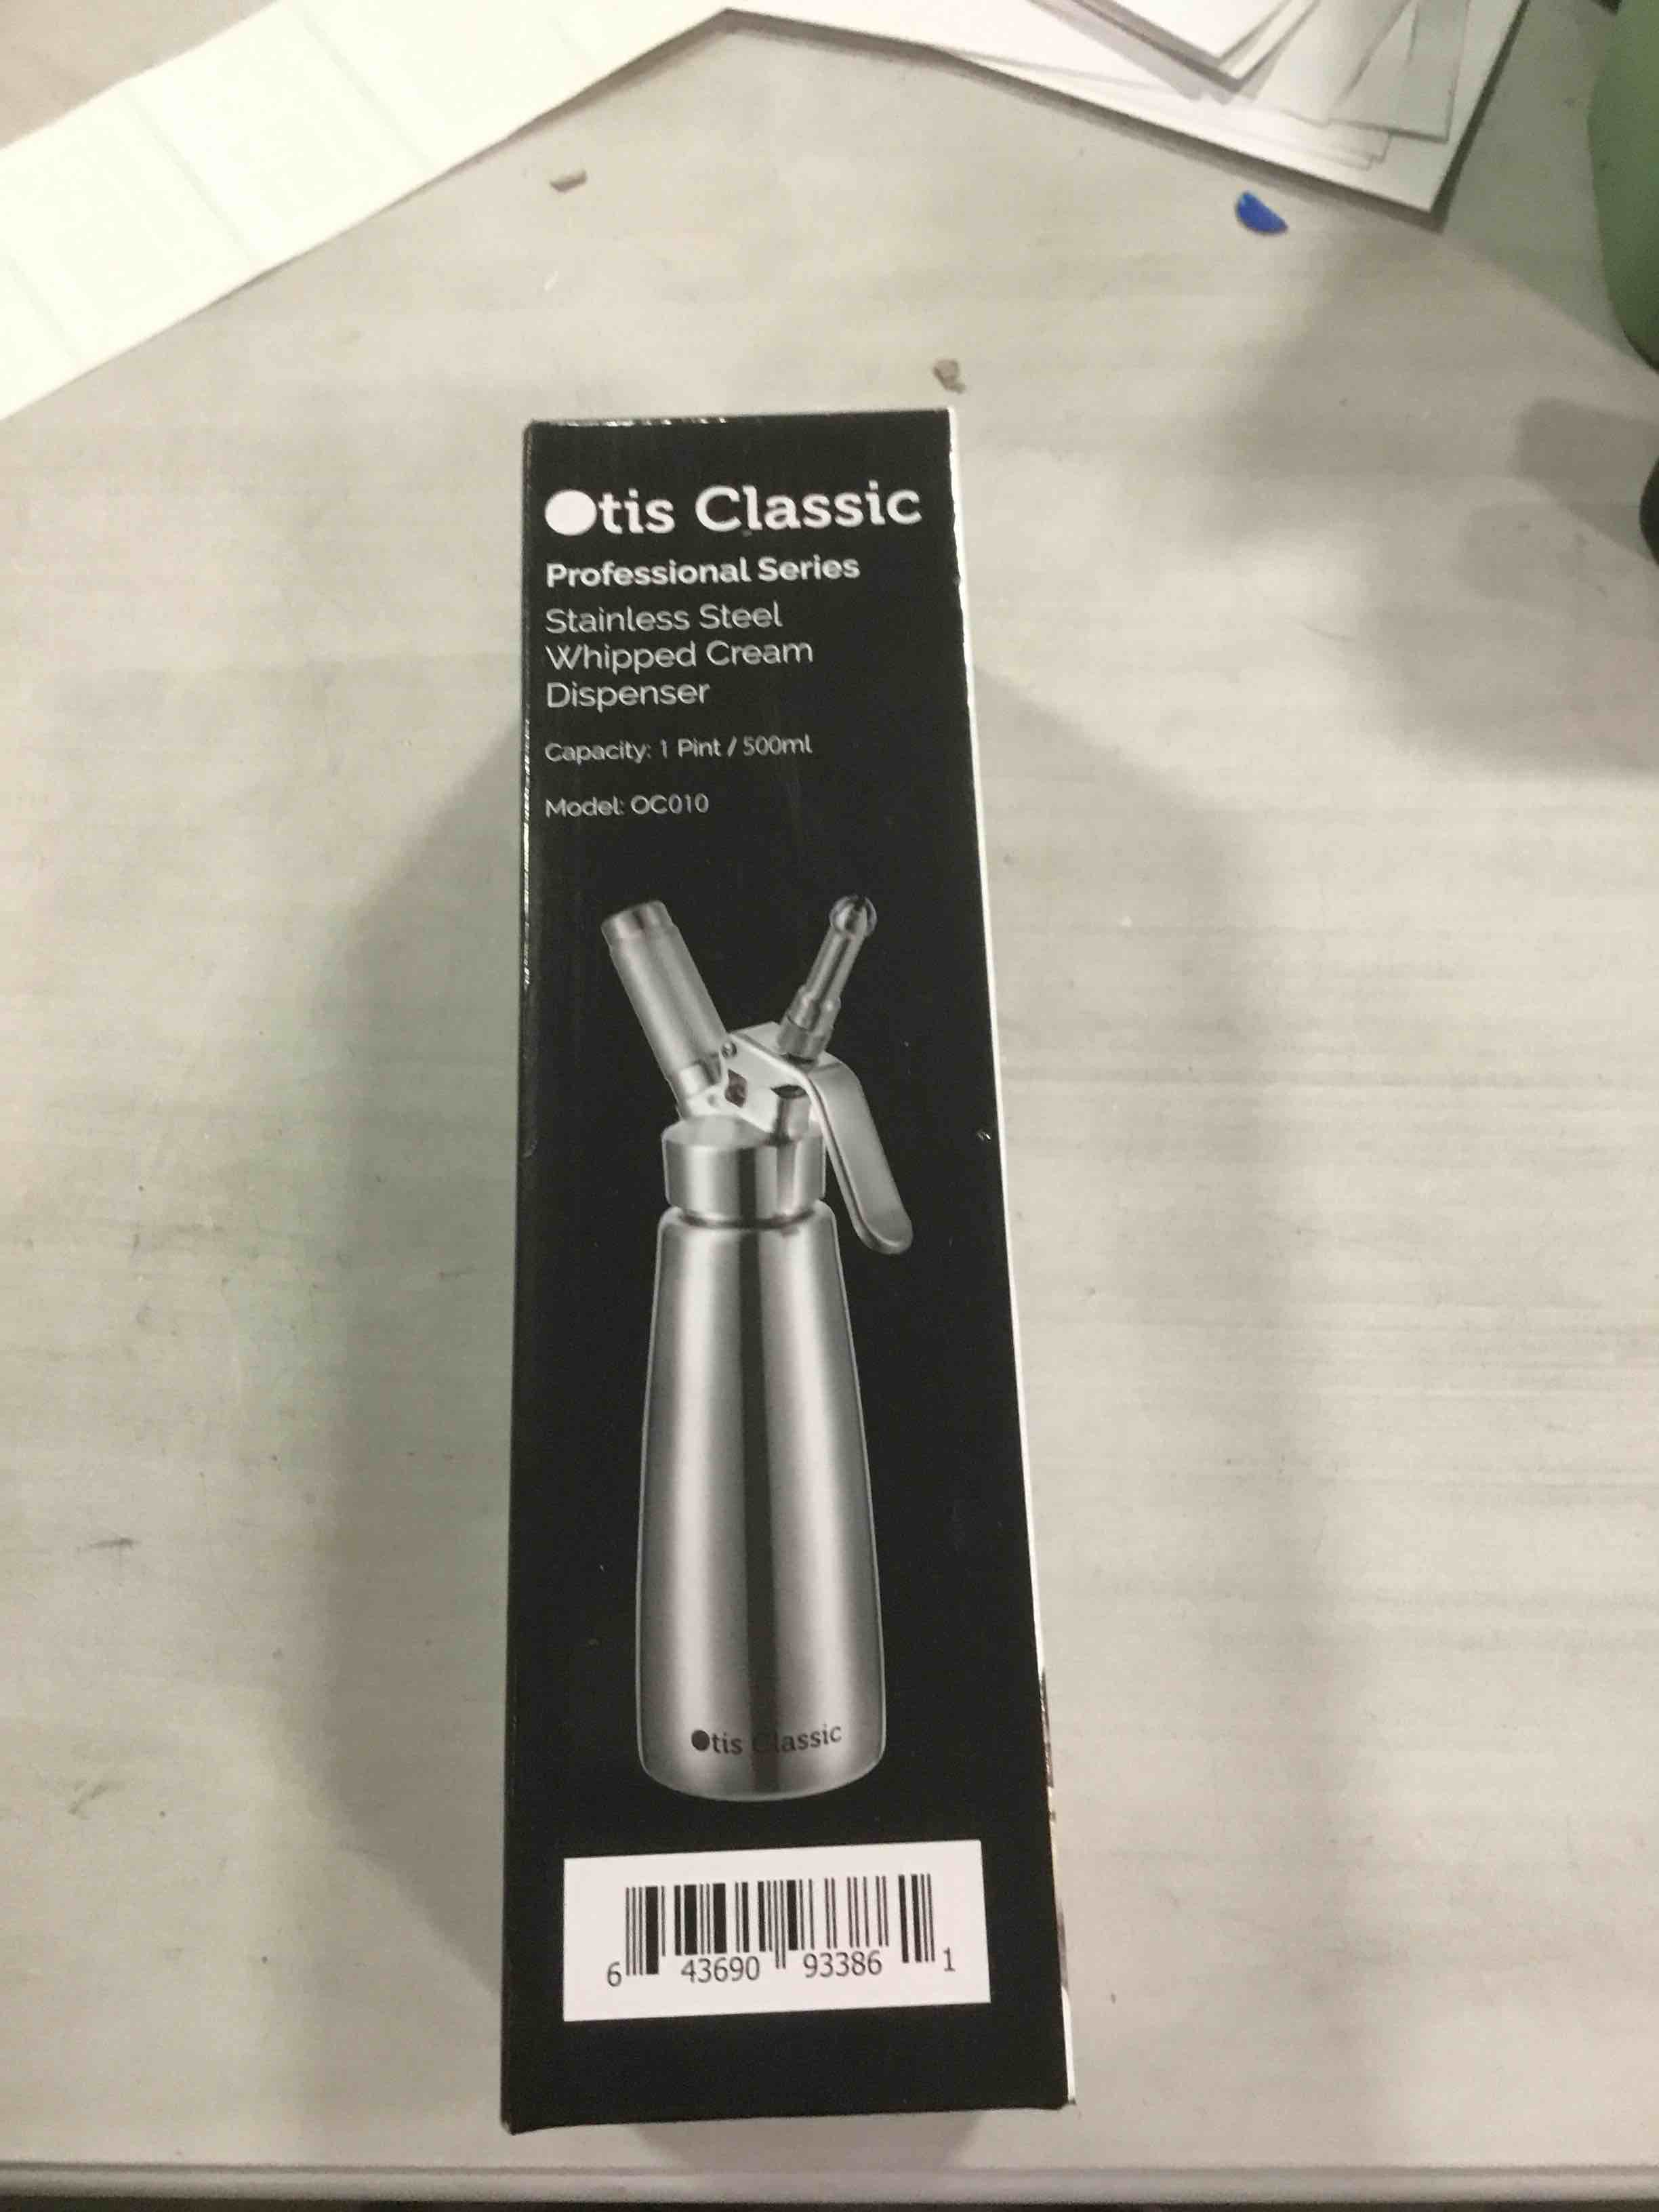 Otis Classic
Professional Series
Stainless Steel
Whipped Cream
Dispenser
Capacity: 1 Pint / 500ml
Model: OC010
Otis Classic
6 43690 93386 1